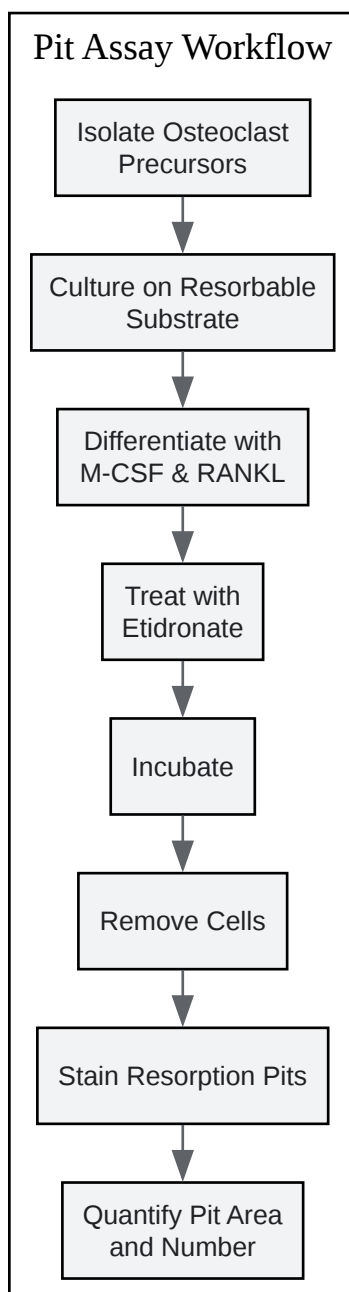 Pit Assay Workflow
Isolate Osteoclast
Precursors
Culture on Resorbable
Substrate
Differentiate with
M-CSF & RANKL
Treat with
Etidronate
Incubate
Remove Cells
Stain Resorption Pits
Quantify Pit Area
and Number